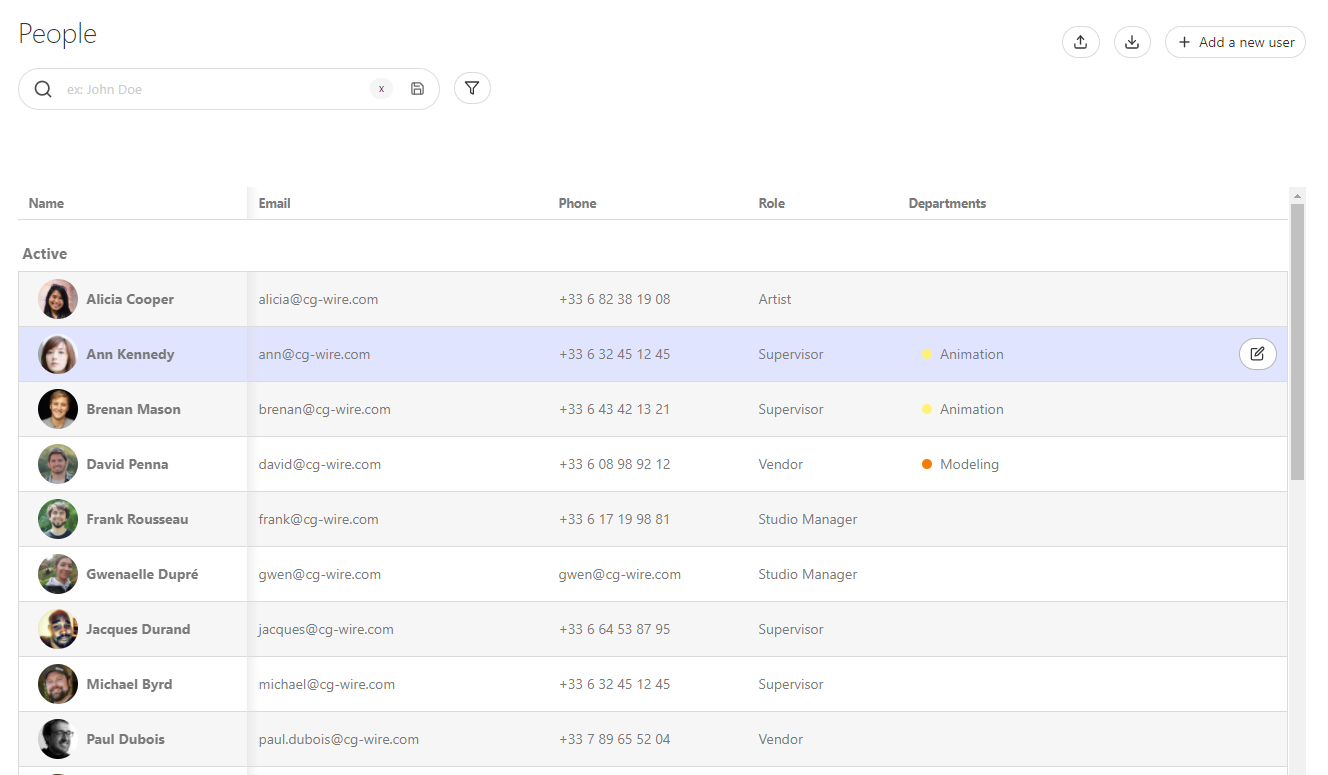 People
Add a new user
ex: John Doe x
Name Email Phone Role Departments
Active
Alicia Cooper alicia@cg-wire.com +33 6 82 38 19 08 Artist
Ann Kennedy ann@cg-wire.com +33 6 32 45 12 45 Supervisor Animation
Brenan Mason brenan@cg-wire.com +33 6 43 42 13 21 Supervisor Animation
David Penna david@cg-wire.com +33 6 08 98 92 12 Vendor Modeling
Frank Rousseau frank@cg-wire.com +33 6 17 19 98 81 Studio Manager
Gwenaelle Dupré gwen@cg-wire.com gwen@cg-wire.com Studio Manager
Jacques Durand jacques@cg-wire.com +33 6 64 53 87 95 Supervisor
Michael Byrd michael@cg-wire.com +33 6 32 45 12 45 Supervisor
Paul Dubois paul.dubois@cg-wire.com +33 7 89 65 52 04 Vendor